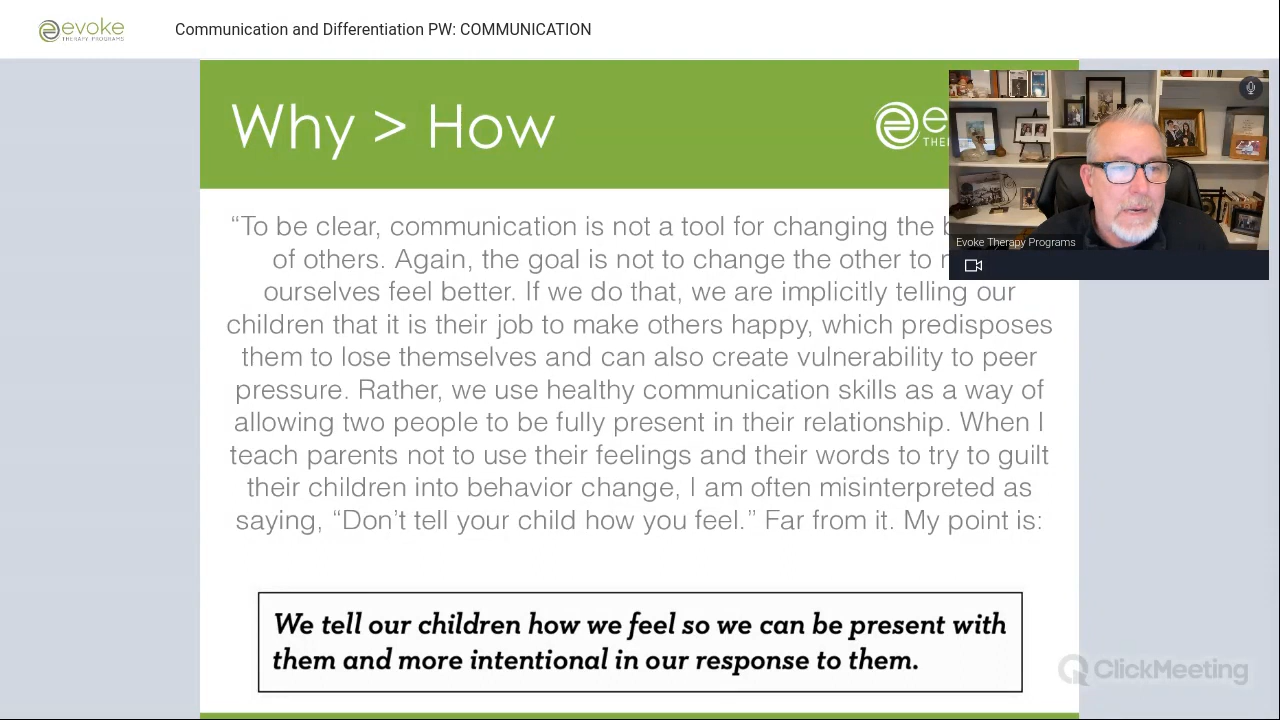 evoke
THERAPY PROGRAMS
Communication and Differentiation PW: COMMUNICATION
Why > How
“To be clear, communication is not a tool for changing the
of others. Again, the goal is not to change the other to
ourselves feel better. If we do that, we are implicitly telling our
children that it is their job to make others happy, which predisposes
them to lose themselves and can also create vulnerability to peer
pressure. Rather, we use healthy communication skills as a way of
allowing two people to be fully present in their relationship. When I
teach parents not to use their feelings and their words to try to guilt
their children into behavior change, I am often misinterpreted as
saying, “Don’t tell your child how you feel.” Far from it. My point is:
We tell our children how we feel so we can be present with
them and more intentional in our response to them.
Evoke Therapy Programs
ClickMeeting